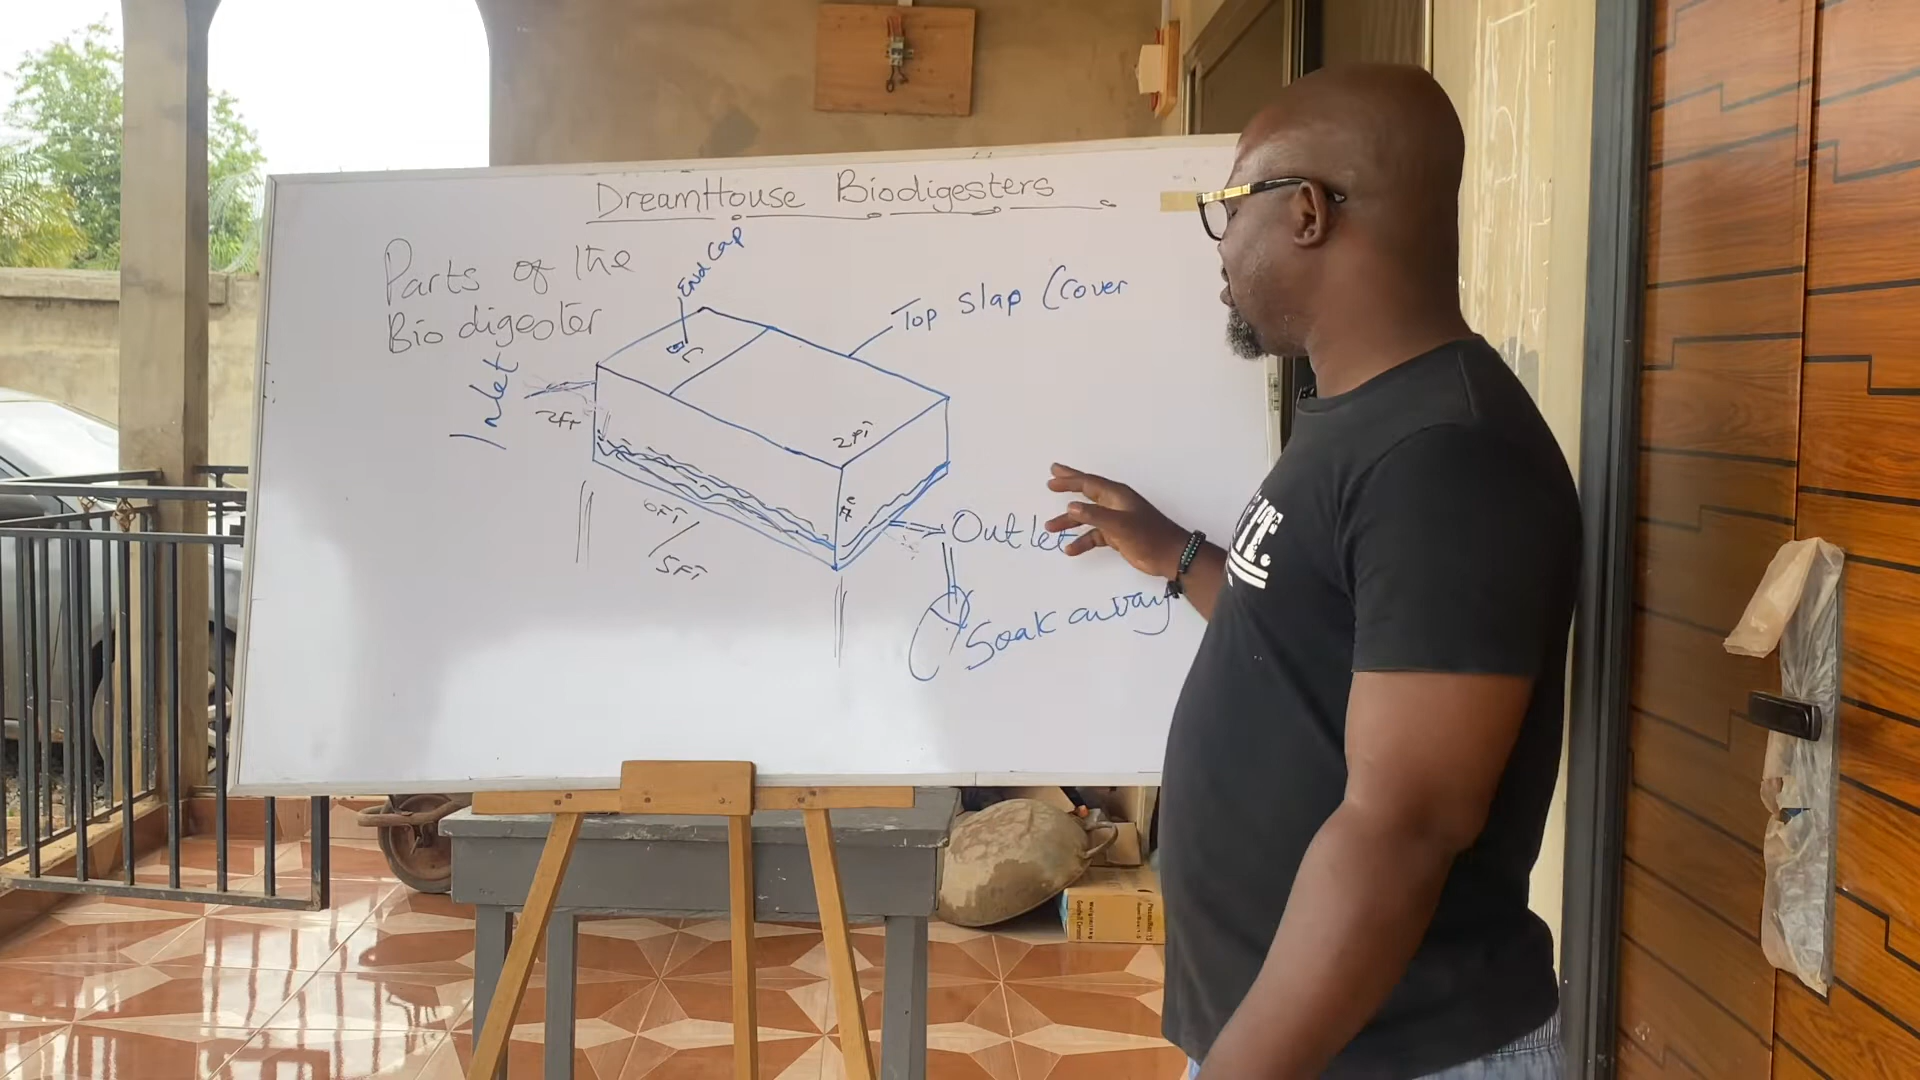 DreamHouse Biodigesters
Parts of the
Bio digester
End Cap
Top Slap (Cover
Inlet
2FT
2FT
6FT/
5FT
Outlet
Soak away